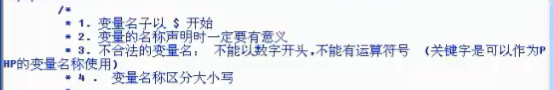 /*
* 1. 变量名子以 $ 开始
* 2. 变量的名称声明时一定要有意义
* 3. 不合法的变量名: 不能以数字开头,不能有运算符号 (关键字是可以作为P
HP的变量名称使用)
* 4 . 变量名称区分大小写
*